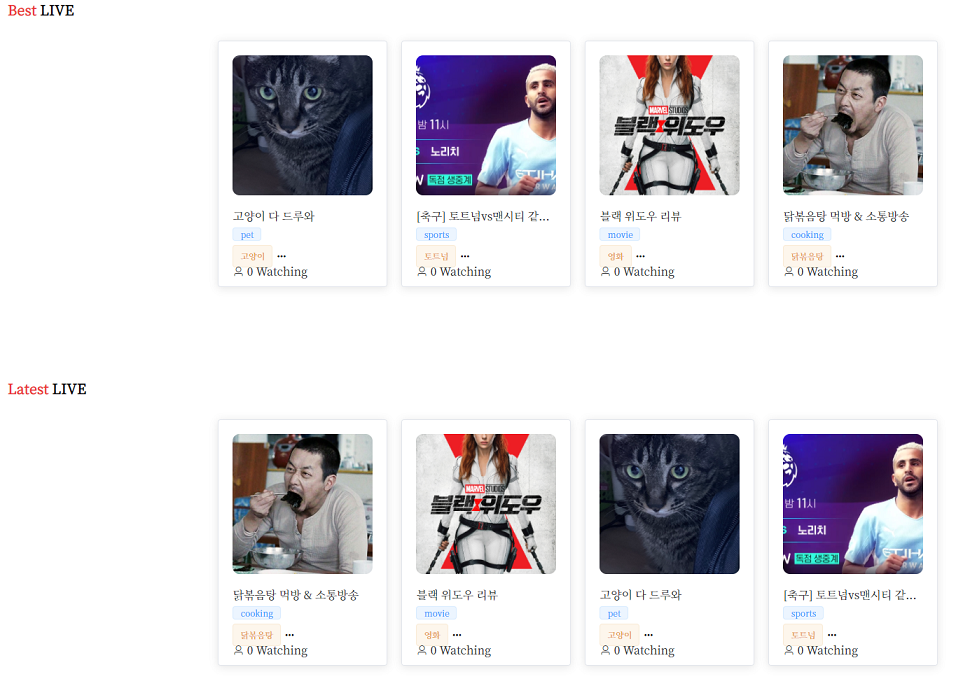 Best LIVE
밤 11시
노리치
독점 생중계
MARVEL STUDIOS
블랙 위도우
고양이 다 드루와
[축구] 토트넘vs맨시티 같...
블랙 위도우 리뷰
닭볶음탕 먹방 & 소통방송
pet
sports
movie
cooking
고양이 ...
토트넘 ...
영화 ...
닭볶음탕 ...
0 Watching
0 Watching
0 Watching
0 Watching
Latest LIVE
MARVEL STUDIOS
블랙 위도우
밤 11시
노리치
독점 생중계
닭볶음탕 먹방 & 소통방송
블랙 위도우 리뷰
고양이 다 드루와
[축구] 토트넘vs맨시티 같...
cooking
movie
pet
sports
닭볶음탕 ...
영화 ...
고양이 ...
토트넘 ...
0 Watching
0 Watching
0 Watching
0 Watching